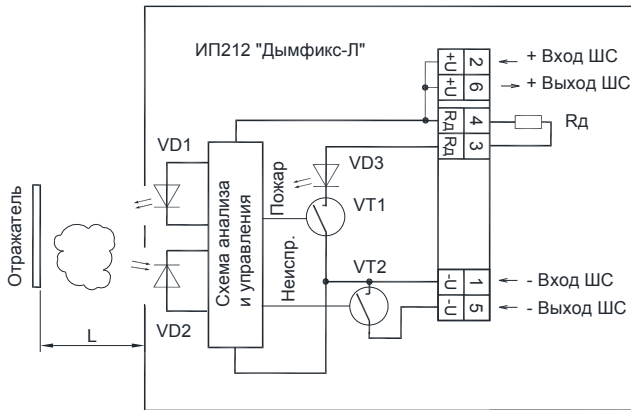 ИП212 "Дымфикс-Л"
+U 2 + Вход ШС
+U 6 + Выход ШС
Rд 4 Rд
Rд 3
VD1
VD3
Пожар
VT1
Отражатель
Схема анализа
и управления
Неиспр.
VT2
-U 1 - Вход ШС
-U 5 - Выход ШС
VD2
L